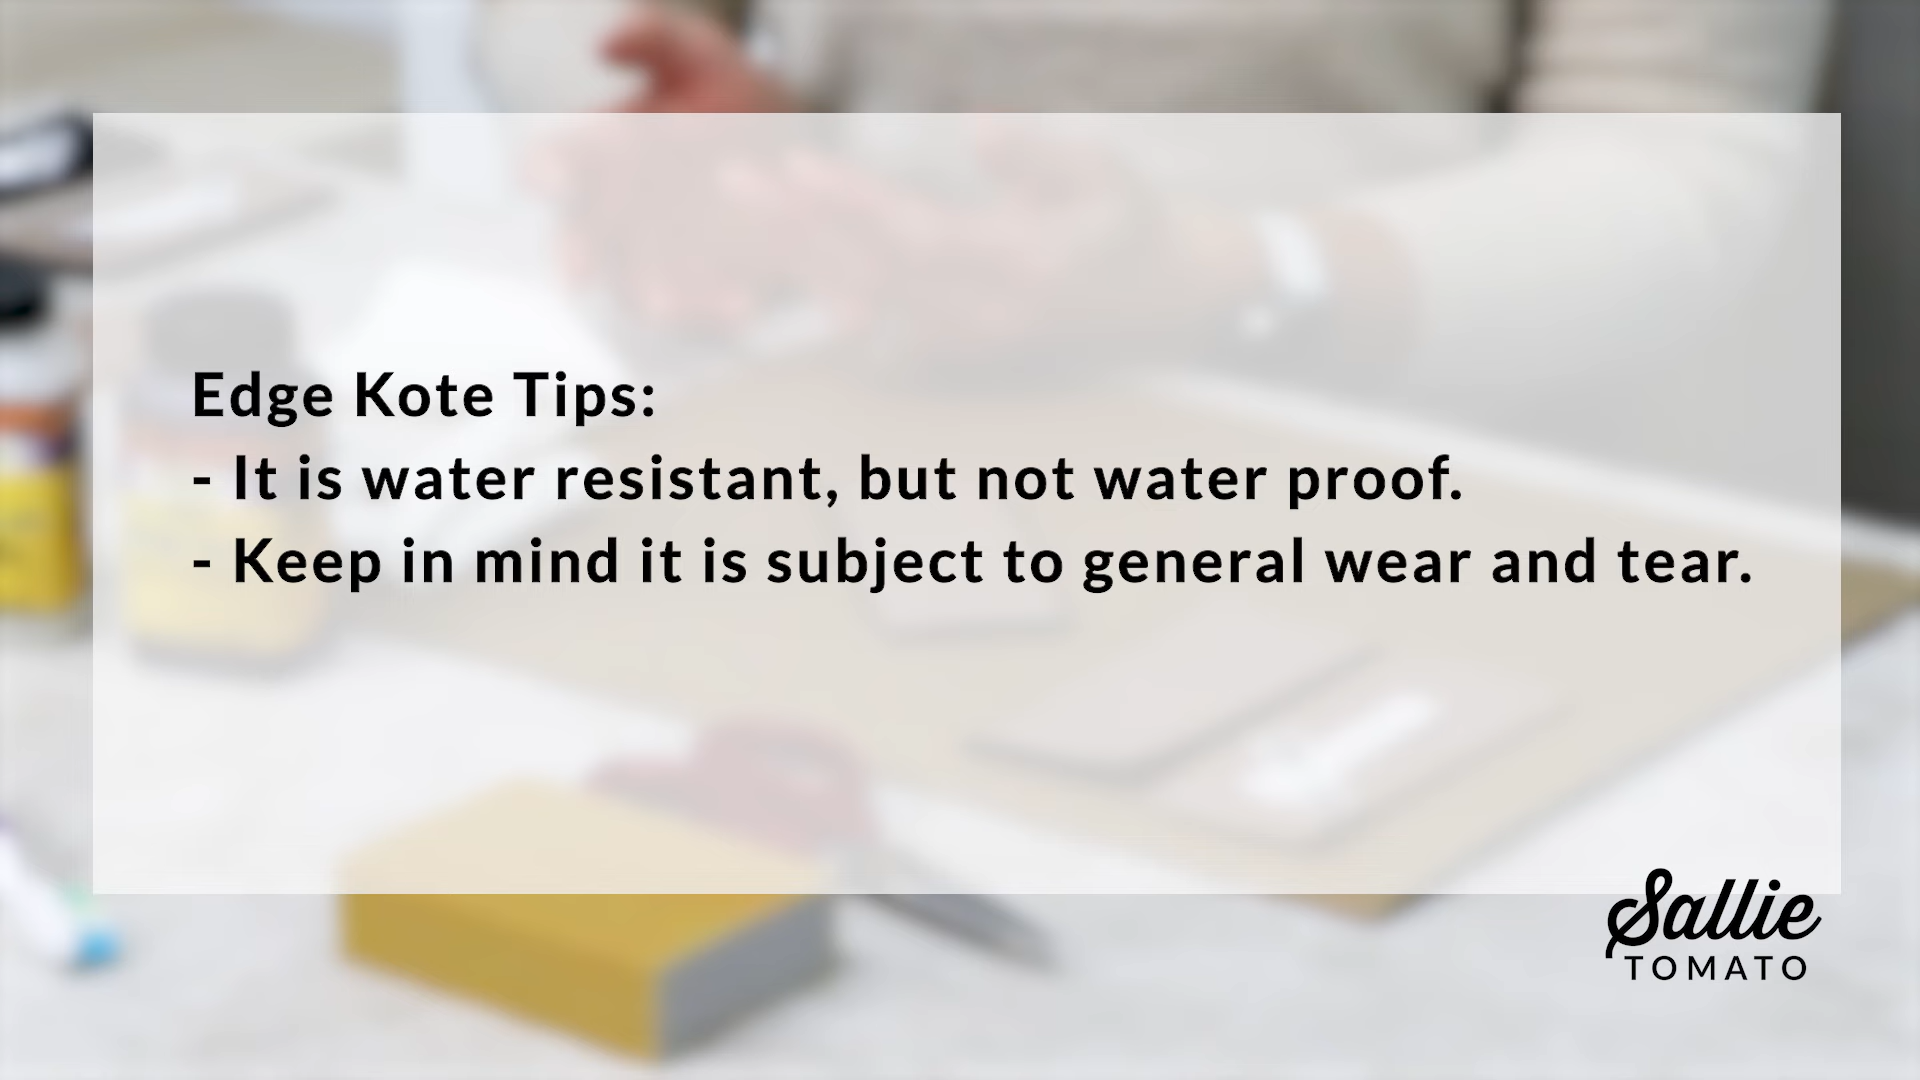 Edge Kote Tips:
- It is water resistant, but not water proof.
- Keep in mind it is subject to general wear and tear.
Sallie
TOMATO